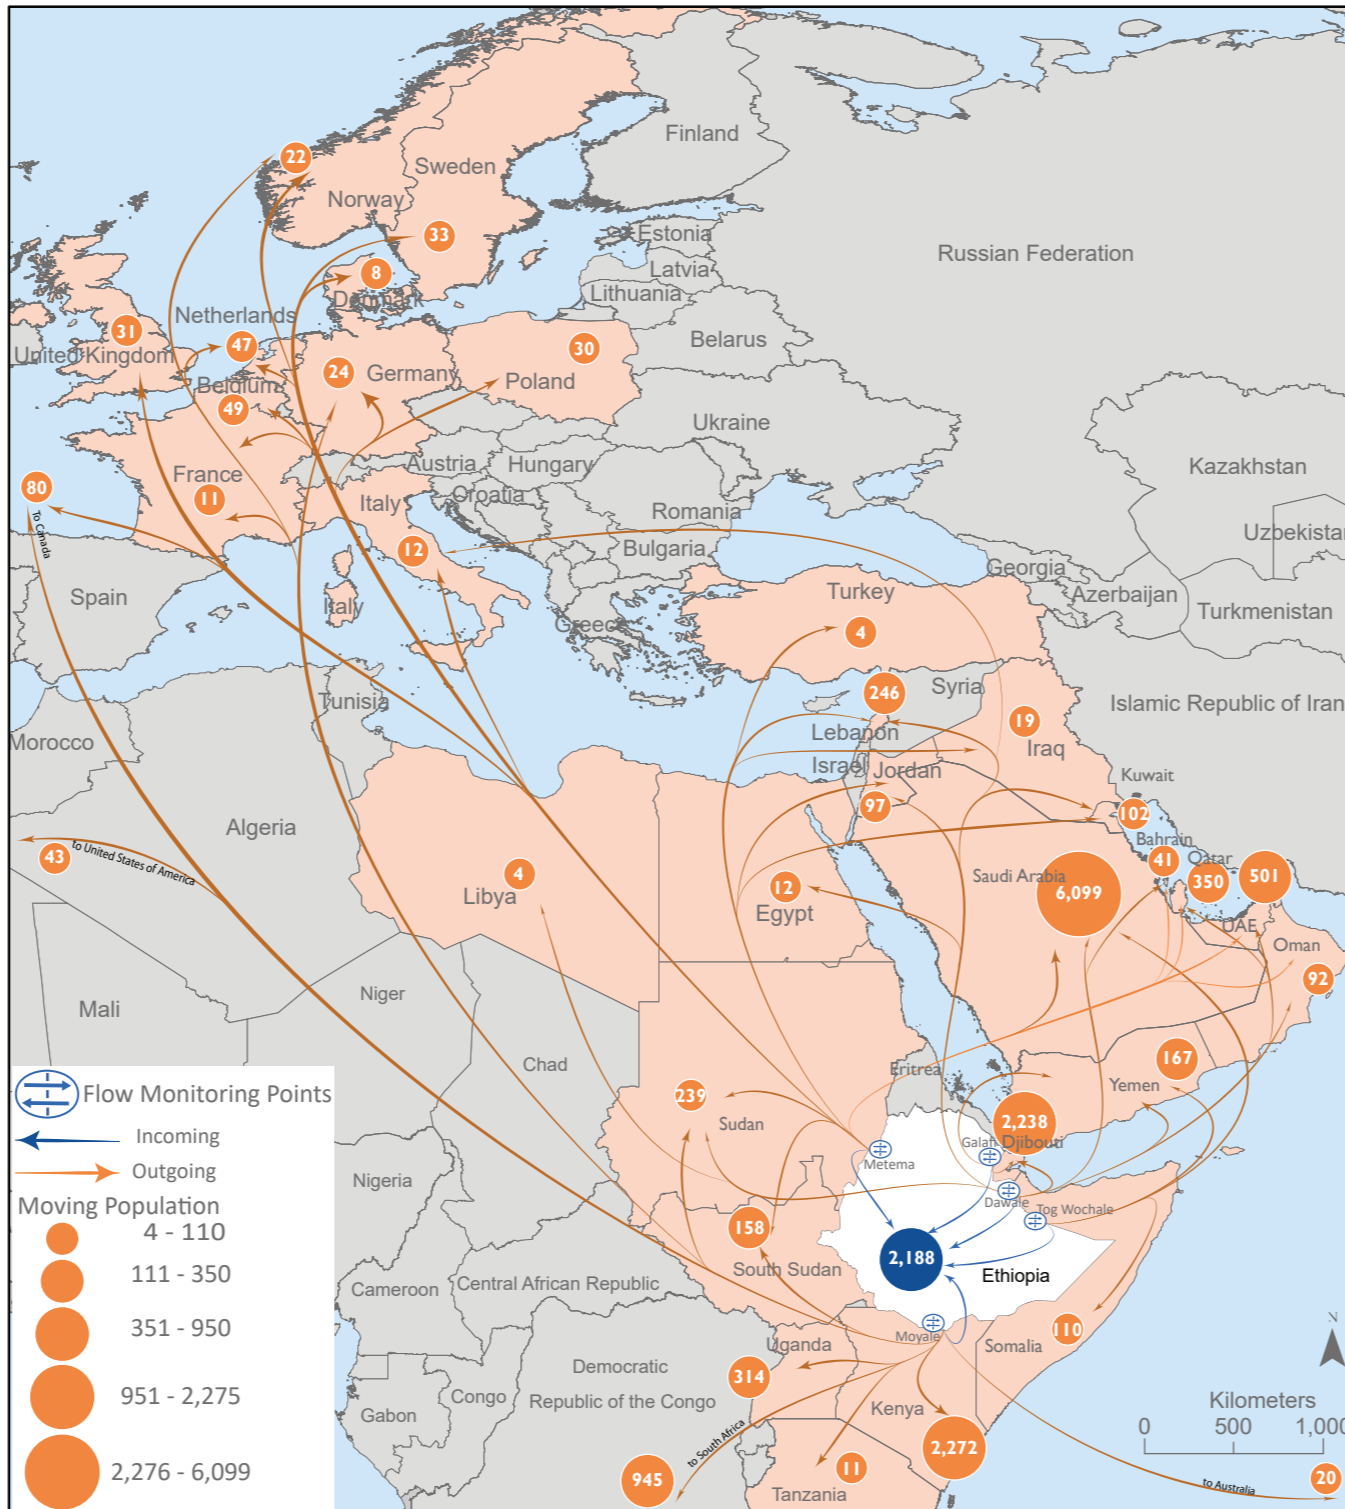 Finland
22
Sweden
Norway
33
Estonia
Russian Federation
8
Latvia
Denmark
Lithuania
Netherlands
31
47
30
Belarus
United Kingdom
24
Germany
Poland
Belgium
49
Ukraine
Austria
Hungary
Kazakhstan
France
80
11
Italy
Croatia
Romania
To Canada
Uzbekistan
12
Bulgaria
Georgia
Spain
Italy
Turkey
Azerbaijan
Turkmenistan
Greece
4
Tunisia
246
Syria
Islamic Republic of Iran
Morocco
Lebanon
19
Iraq
Israel
Jordan
Kuwait
97
102
Algeria
Bahrain
to United States of America
43
41
Qatar
4
Saudi Arabia
350
501
Libya
12
6,099
Egypt
UAE
Oman
92
Niger
Mali
Chad
167
Eritrea
Yemen
Flow Monitoring Points
239
Sudan
2,238
Incoming
Galafi
Djibouti
Metema
Outgoing
Nigeria
Dawale
Tog Wochale
Moving Population
4 - 110
158
2,188
111 - 350
South Sudan
Ethiopia
Cameroon
Central African Republic
351 - 950
Moyale
110
Uganda
Somalia
Democratic
314
N
951 - 2,275
Congo
Republic of the Congo
Kenya
Kilometers
Gabon
0
500
1,000
to South Africa
2,272
2,276 - 6,099
945
11
to Australia
20
Tanzania